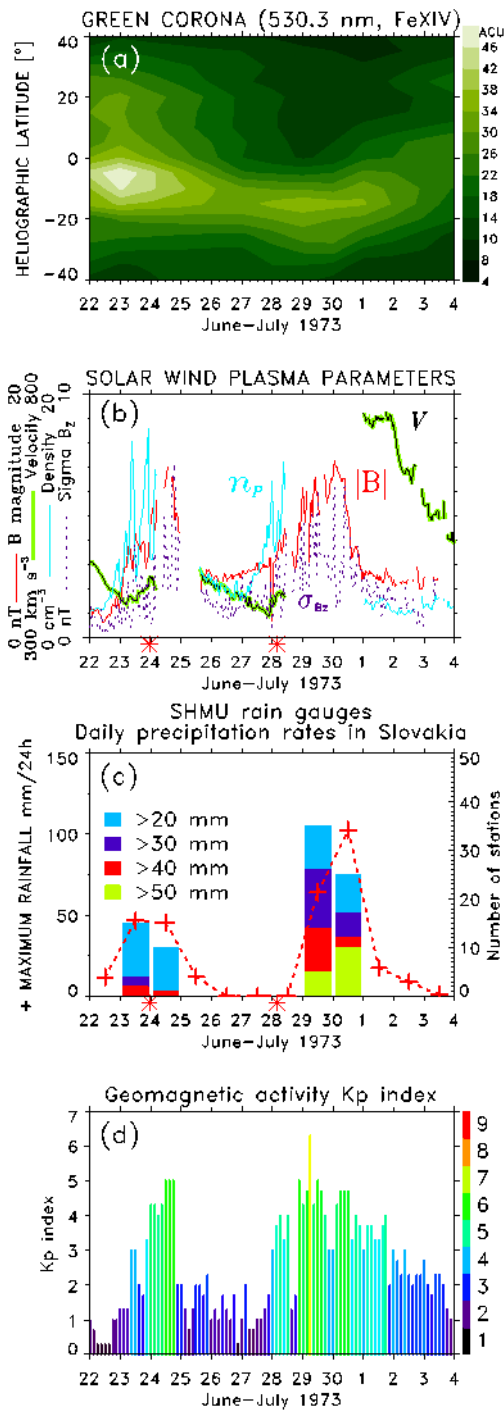 GREEN CORONA (530.3 nm, FeXIV)
HELIOGRAPHIC LATITUDE [°]
(a)
40
20
0
−20
−40
ACU
46
42
38
34
30
26
22
18
14
10
8
4
22 23 24 25 26 27 28 29 30 1 2 3 4
June–July 1973
SOLAR WIND PLASMA PARAMETERS
(b)
0 nT B magnitude 20
300 km s⁻³ Velocity 800
0 cm⁻³ Density 20
0 nT Sigma Bz 10
n_p
|B|
V
σ_Bz
22 23 24 25 26 27 28 29 30 1 2 3 4
June–July 1973
SHMU rain gauges
Daily precipitation rates in Slovakia
(c)
+ MAXIMUM RAINFALL mm/24h
150
100
50
0
>20 mm
>30 mm
>40 mm
>50 mm
50
40
30
20
10
0
Number of stations
22 23 24 25 26 27 28 29 30 1 2 3 4
June–July 1973
Geomagnetic activity Kp index
(d)
Kp index
7
6
5
4
3
2
1
0
9
8
7
6
5
4
3
2
1
22 23 24 25 26 27 28 29 30 1 2 3 4
June–July 1973